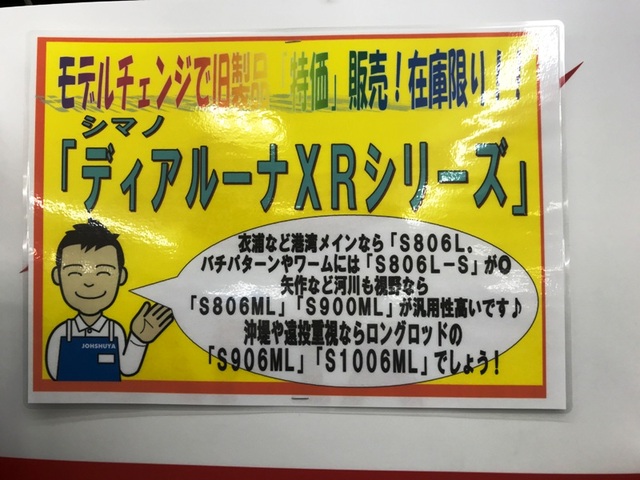 モデルチェンジで旧製品「特価」販売!在庫限り!!
シマノ
「ディアルーナXRシリーズ」
衣浦など港湾メインなら「S806L。
バチパターンやワームには「S806L-S」が○
矢作など河川も視野なら
「S806ML」「S900ML」が汎用性高いです♪
沖堤や遠投重視ならロングロッドの
「S906ML」「S1006ML」でしょう!
JOHSHUYA